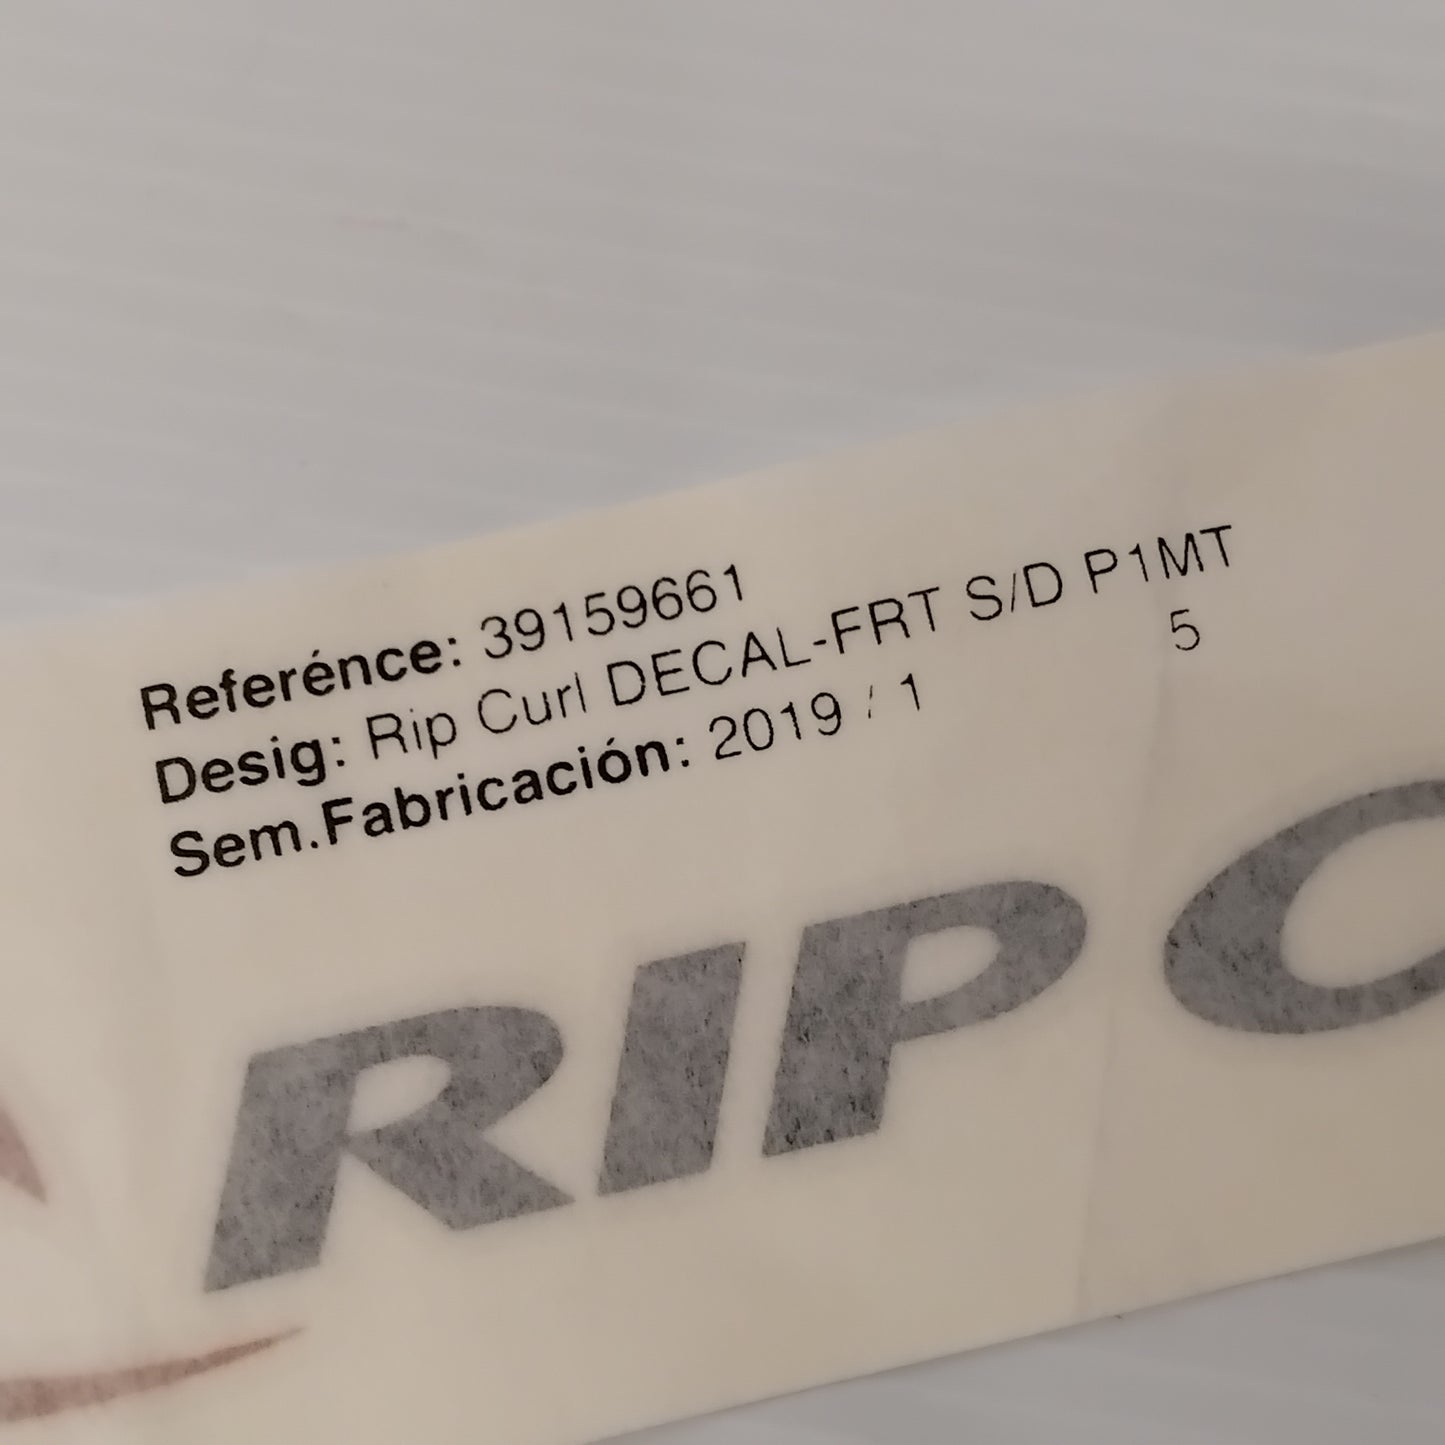 Referénce: 39159661
Desig: Rip Curl DECAL-FRT S/D P1MT
5
Sem.Fabricación: 2019 / 1
RIP C